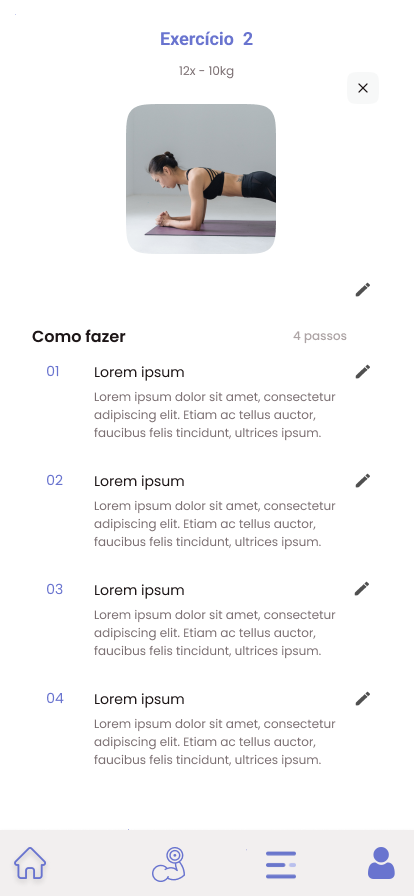 Exercício 2
12x - 10kg
Como fazer
4 passos
01
Lorem ipsum
Lorem ipsum dolor sit amet, consectetur
adipiscing elit. Etiam ac tellus auctor,
faucibus felis tincidunt, ultrices ipsum.
02
Lorem ipsum
Lorem ipsum dolor sit amet, consectetur
adipiscing elit. Etiam ac tellus auctor,
faucibus felis tincidunt, ultrices ipsum.
03
Lorem ipsum
Lorem ipsum dolor sit amet, consectetur
adipiscing elit. Etiam ac tellus auctor,
faucibus felis tincidunt, ultrices ipsum.
04
Lorem ipsum
Lorem ipsum dolor sit amet, consectetur
adipiscing elit. Etiam ac tellus auctor,
faucibus felis tincidunt, ultrices ipsum.